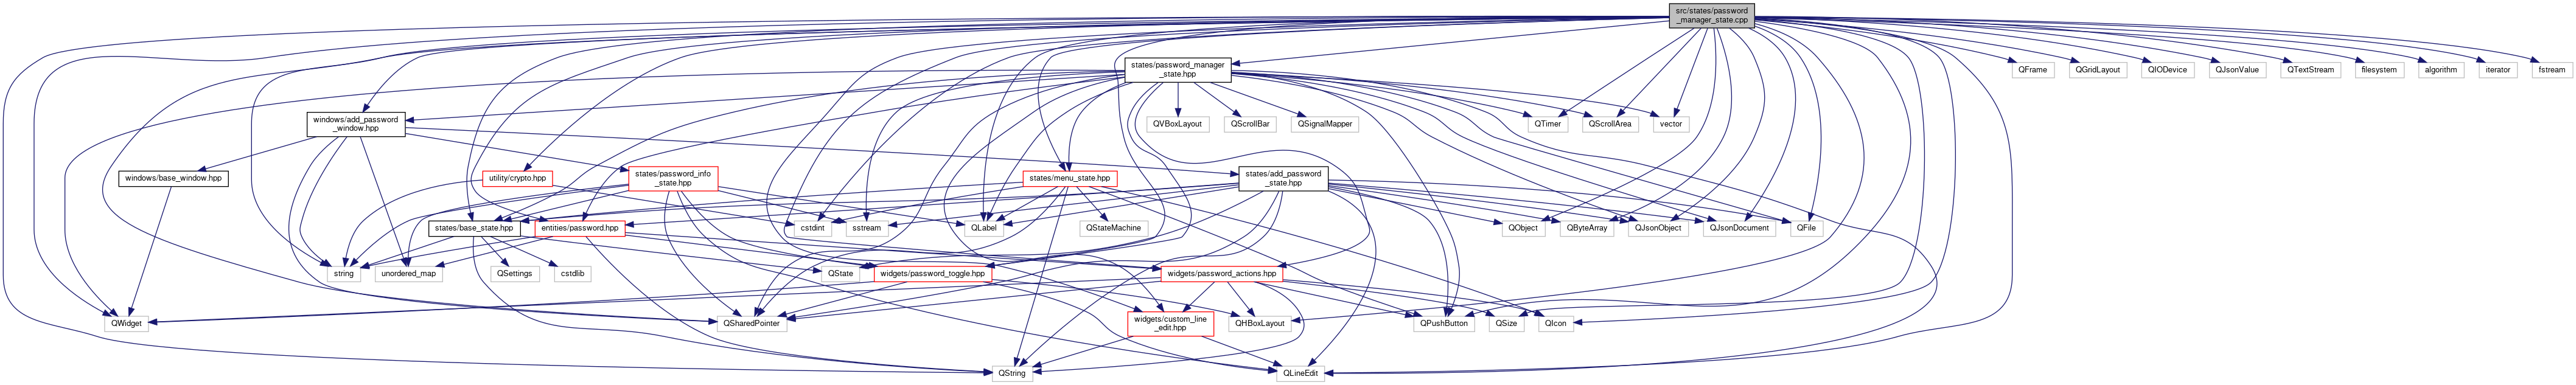 src/states/password
_manager_state.cpp
states/password_manager
_state.hpp
QFrame
QGridLayout
QIODevice
QJsonValue
QTextStream
filesystem
algorithm
iterator
fstream
windows/add_password
_window.hpp
QVBoxLayout
QScrollBar
QSignalMapper
QTimer
QScrollArea
vector
windows/base_window.hpp
utility/crypto.hpp
states/password_info
_state.hpp
states/menu_state.hpp
states/add_password
_state.hpp
states/base_state.hpp
entities/password.hpp
cstdint
sstream
QLabel
QStateMachine
QObject
QByteArray
QJsonObject
QJsonDocument
QFile
string
unordered_map
QSettings
cstdlib
QState
widgets/password_toggle.hpp
widgets/password_actions.hpp
QWidget
QSharedPointer
widgets/custom_line
_edit.hpp
QHBoxLayout
QPushButton
QSize
QIcon
QString
QLineEdit